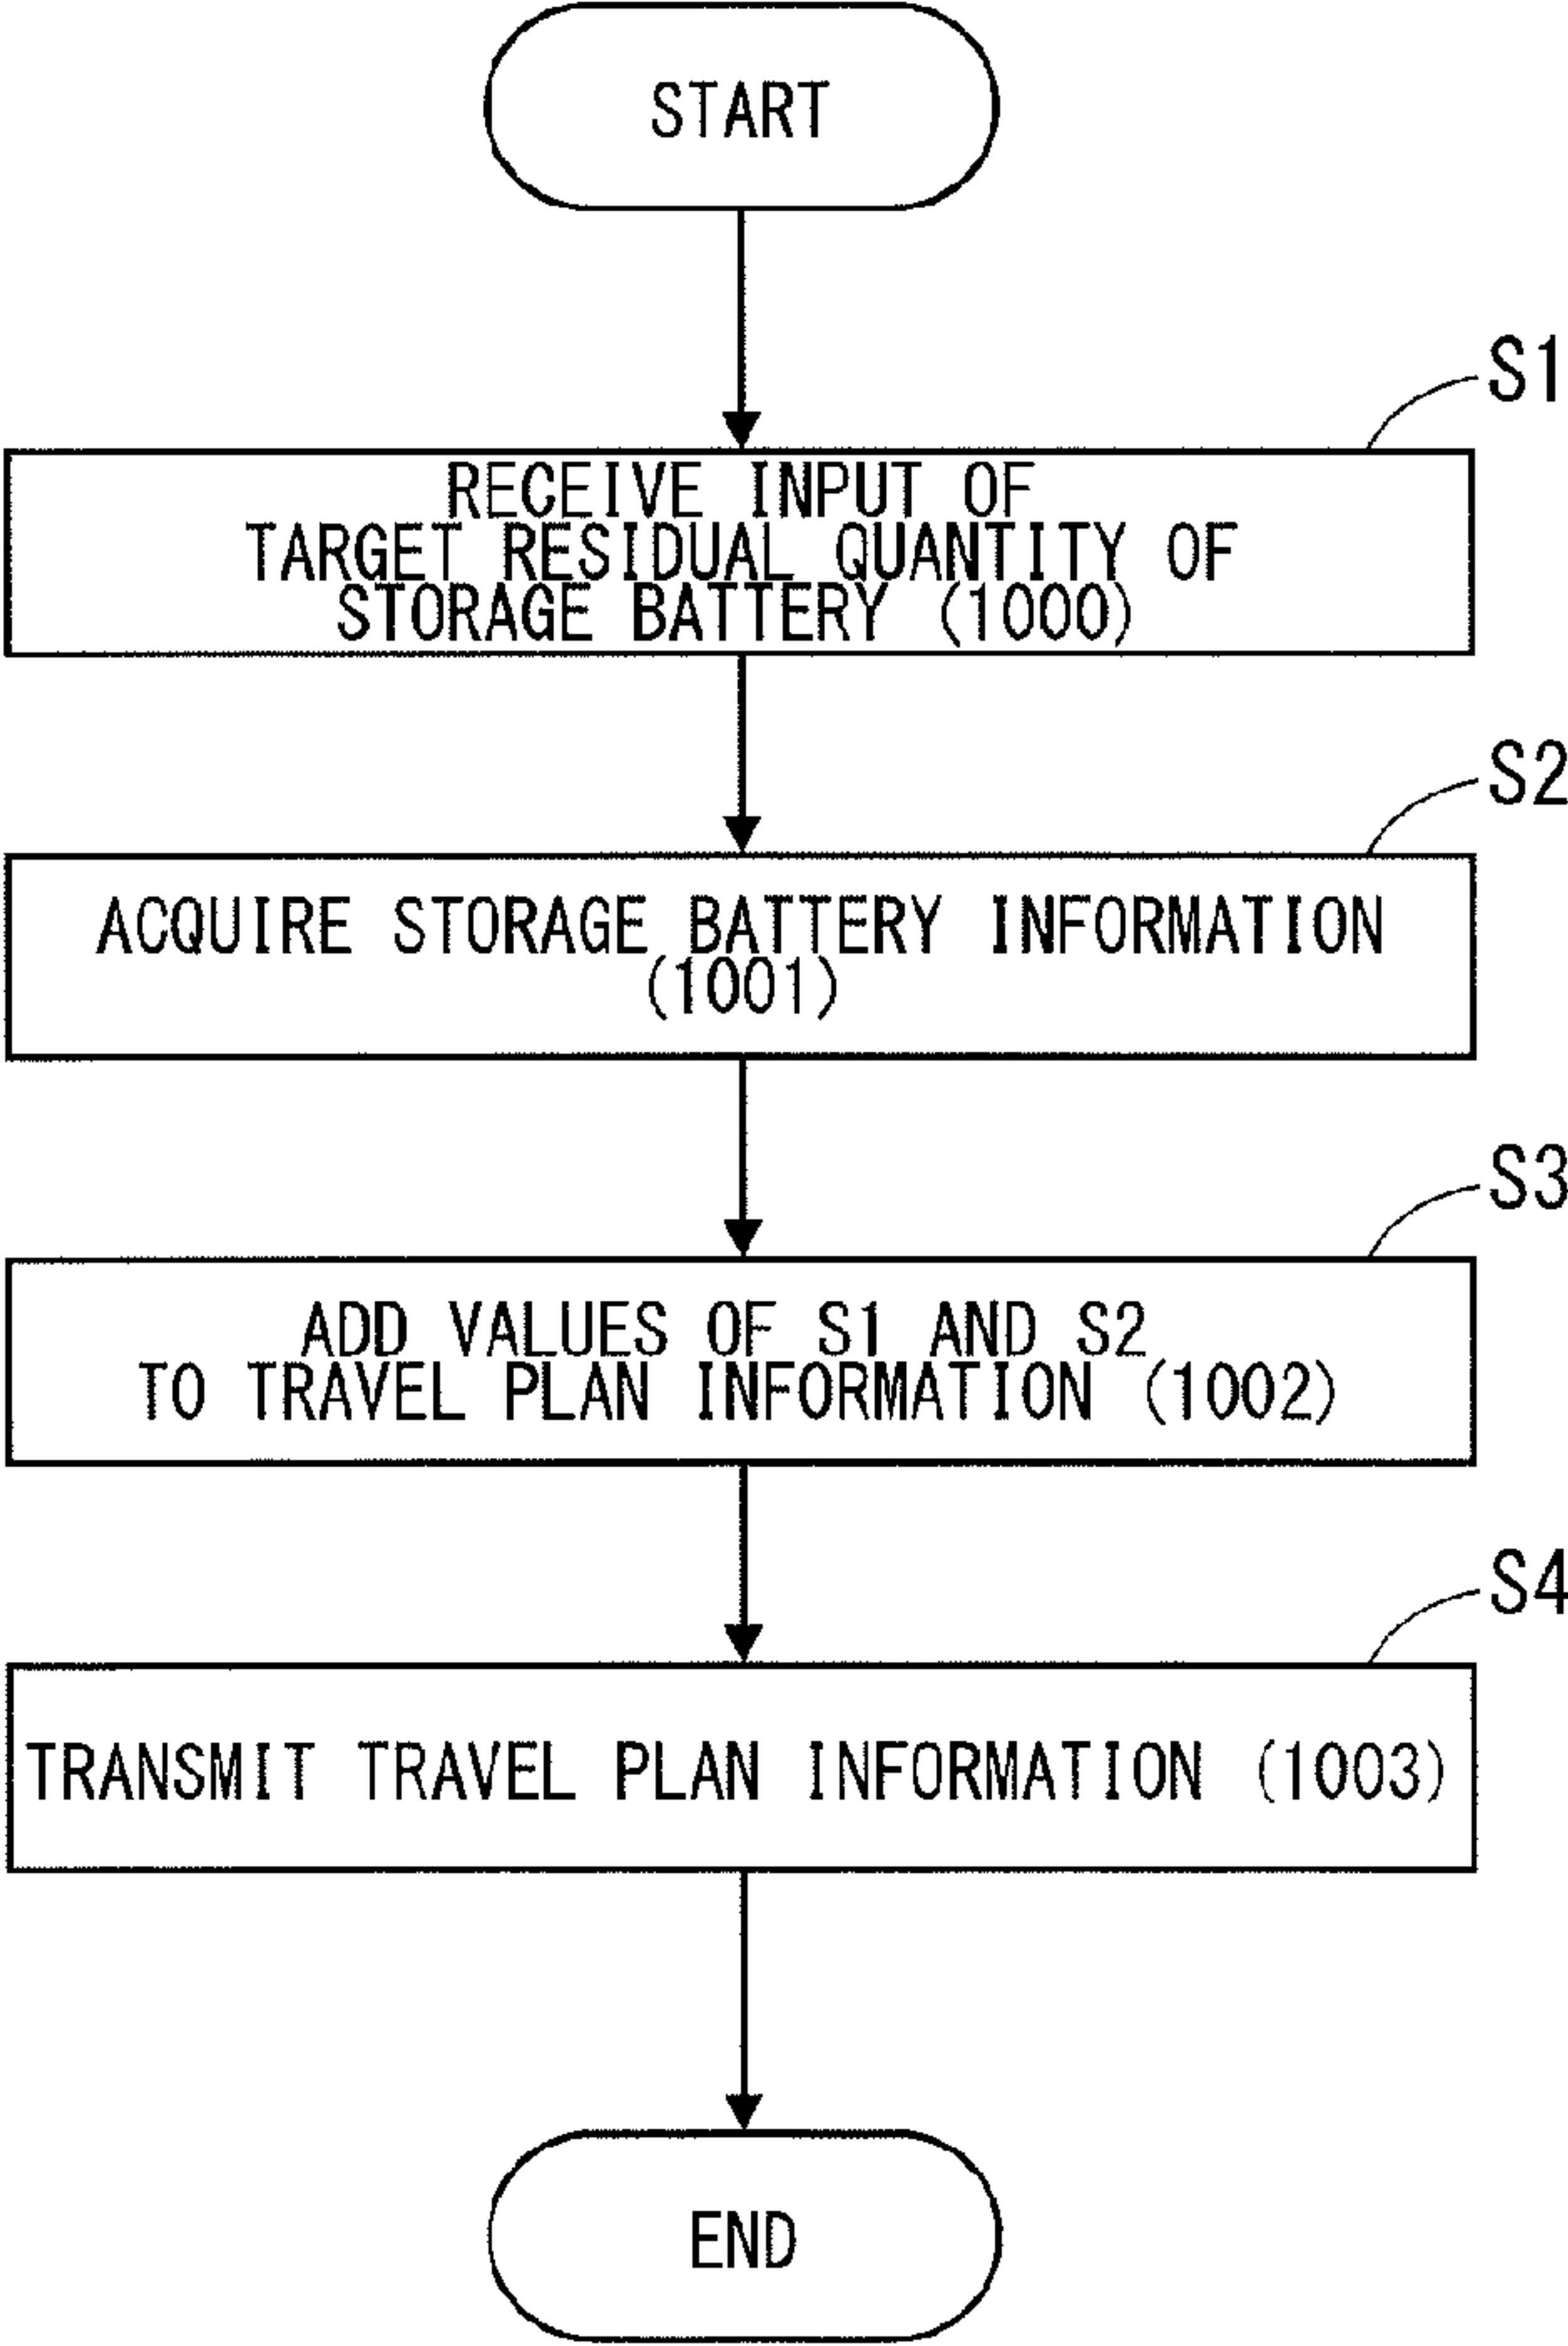 START
S1
RECEIVE INPUT OF
TARGET RESIDUAL QUANTITY OF
STORAGE BATTERY (1000)
S2
ACQUIRE STORAGE BATTERY INFORMATION
(1001)
S3
ADD VALUES OF S1 AND S2
TO TRAVEL PLAN INFORMATION (1002)
S4
TRANSMIT TRAVEL PLAN INFORMATION (1003)
END